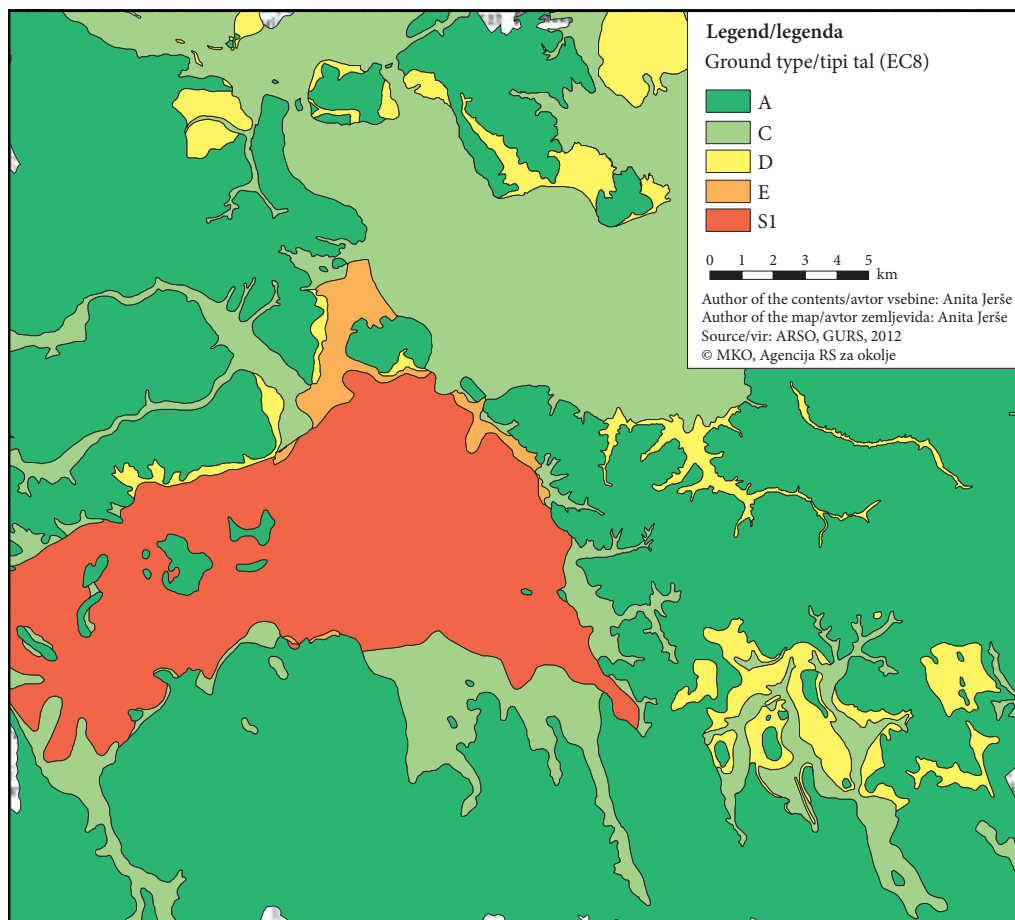 Legend/legenda
Ground type/tipi tal (EC8)
A
C
D
E
S1
0 1 2 3 4 5
km
Author of the contents/avtor vsebine: Anita Jerše
Author of the map/avtor zemljevida: Anita Jerše
Source/vir: ARSO, GURS, 2012
© MKO, Agencija RS za okolje